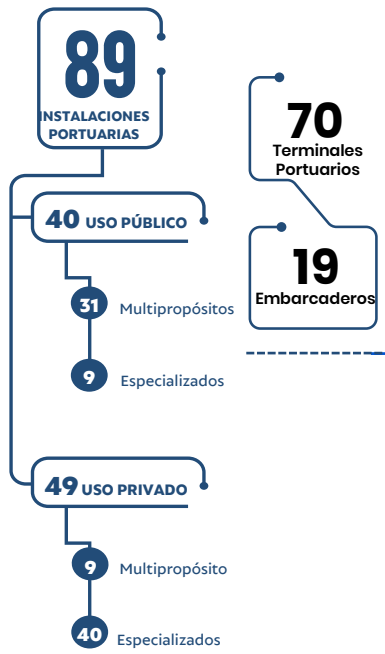 89
INSTALACIONES
PORTUARIAS
40 USO PÚBLICO
31 Multipropósitos
9 Especializados
49 USO PRIVADO
9 Multipropósito
40 Especializados
70
Terminales
Portuarios
19
Embarcaderos